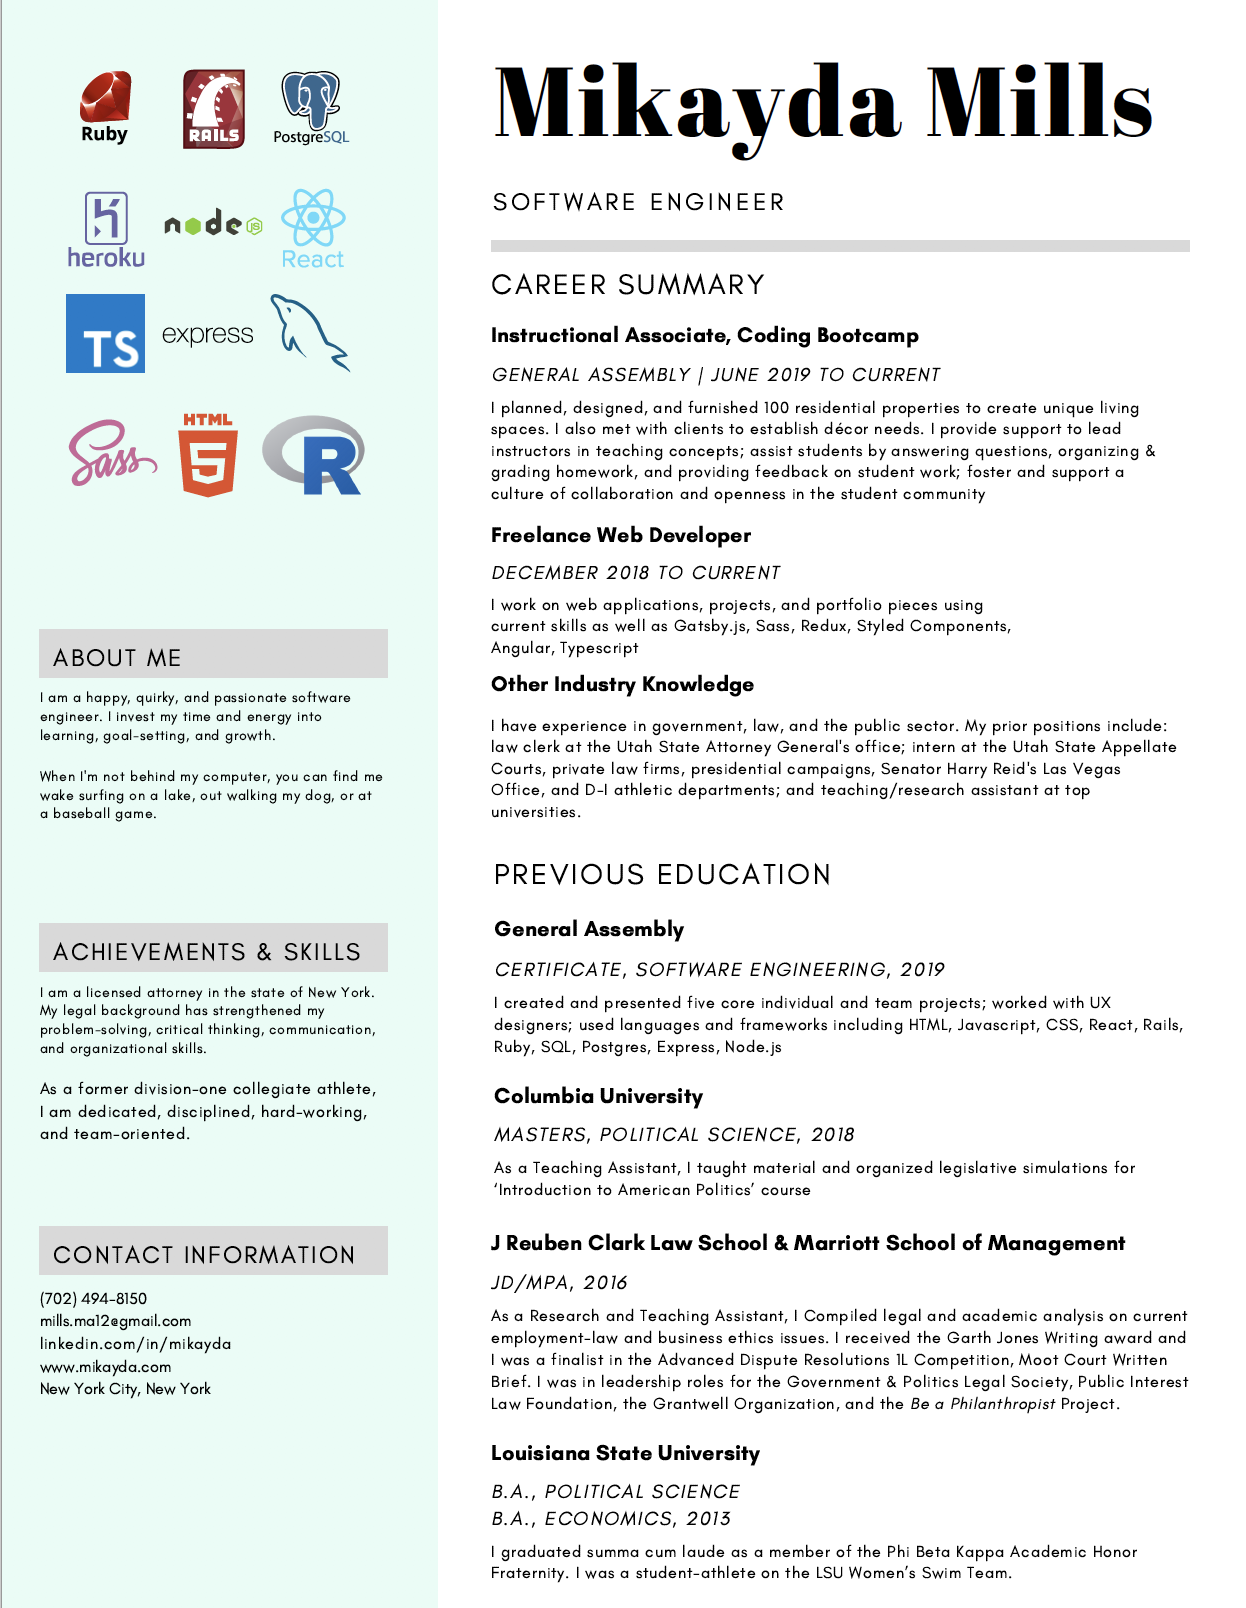 Ruby
RAILS
PostgreSQL
heroku
node JS
React
TS
express
Sass
HTML
5
R
ABOUT ME
I am a happy, quirky, and passionate software
engineer. I invest my time and energy into
learning, goal-setting, and growth.
When I'm not behind my computer, you can find me
wake surfing on a lake, out walking my dog, or at
a baseball game.
ACHIEVEMENTS & SKILLS
I am a licensed attorney in the state of New York.
My legal background has strengthened my
problem-solving, critical thinking, communication,
and organizational skills.
As a former division-one collegiate athlete,
I am dedicated, disciplined, hard-working,
and team-oriented.
CONTACT INFORMATION
(702) 494-8150
mills.ma12@gmail.com
linkedin.com/in/mikayda
www.mikayda.com
New York City, New York
Mikayda Mills
SOFTWARE ENGINEER
CAREER SUMMARY
Instructional Associate, Coding Bootcamp
GENERAL ASSEMBLY | JUNE 2019 TO CURRENT
I planned, designed, and furnished 100 residential properties to create unique living
spaces. I also met with clients to establish décor needs. I provide support to lead
instructors in teaching concepts; assist students by answering questions, organizing &
grading homework, and providing feedback on student work; foster and support a
culture of collaboration and openness in the student community
Freelance Web Developer
DECEMBER 2018 TO CURRENT
I work on web applications, projects, and portfolio pieces using
current skills as well as Gatsby.js, Sass, Redux, Styled Components,
Angular, Typescript
Other Industry Knowledge
I have experience in government, law, and the public sector. My prior positions include:
law clerk at the Utah State Attorney General's office; intern at the Utah State Appellate
Courts, private law firms, presidential campaigns, Senator Harry Reid's Las Vegas
Office, and D-I athletic departments; and teaching/research assistant at top
universities.
PREVIOUS EDUCATION
General Assembly
CERTIFICATE, SOFTWARE ENGINEERING, 2019
I created and presented five core individual and team projects; worked with UX
designers; used languages and frameworks including HTML, Javascript, CSS, React, Rails,
Ruby, SQL, Postgres, Express, Node.js
Columbia University
MASTERS, POLITICAL SCIENCE, 2018
As a Teaching Assistant, I taught material and organized legislative simulations for
‘Introduction to American Politics’ course
J Reuben Clark Law School & Marriott School of Management
JD/MPA, 2016
As a Research and Teaching Assistant, I Compiled legal and academic analysis on current
employment-law and business ethics issues. I received the Garth Jones Writing award and
I was a finalist in the Advanced Dispute Resolutions 1L Competition, Moot Court Written
Brief. I was in leadership roles for the Government & Politics Legal Society, Public Interest
Law Foundation, the Grantwell Organization, and the Be a Philanthropist Project.
Louisiana State University
B.A., POLITICAL SCIENCE
B.A., ECONOMICS, 2013
I graduated summa cum laude as a member of the Phi Beta Kappa Academic Honor
Fraternity. I was a student-athlete on the LSU Women’s Swim Team.